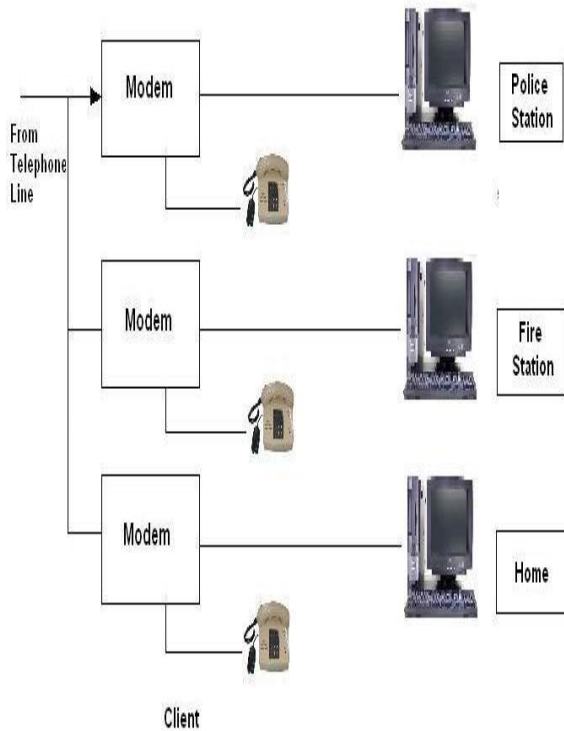 Modem
Police
Station
From
Telephone
Line
Modem
Fire
Station
Modem
Home
Client